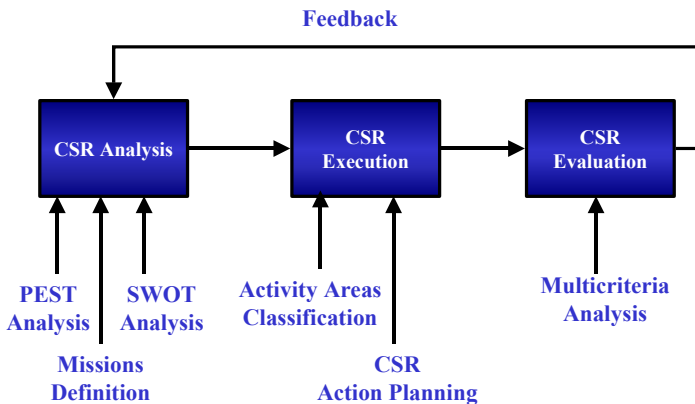 Feedback
CSR Analysis
CSR
Execution
CSR
Evaluation
PEST
Analysis
SWOT
Analysis
Activity Areas
Classification
Multicriteria
Analysis
Missions
Definition
CSR
Action Planning